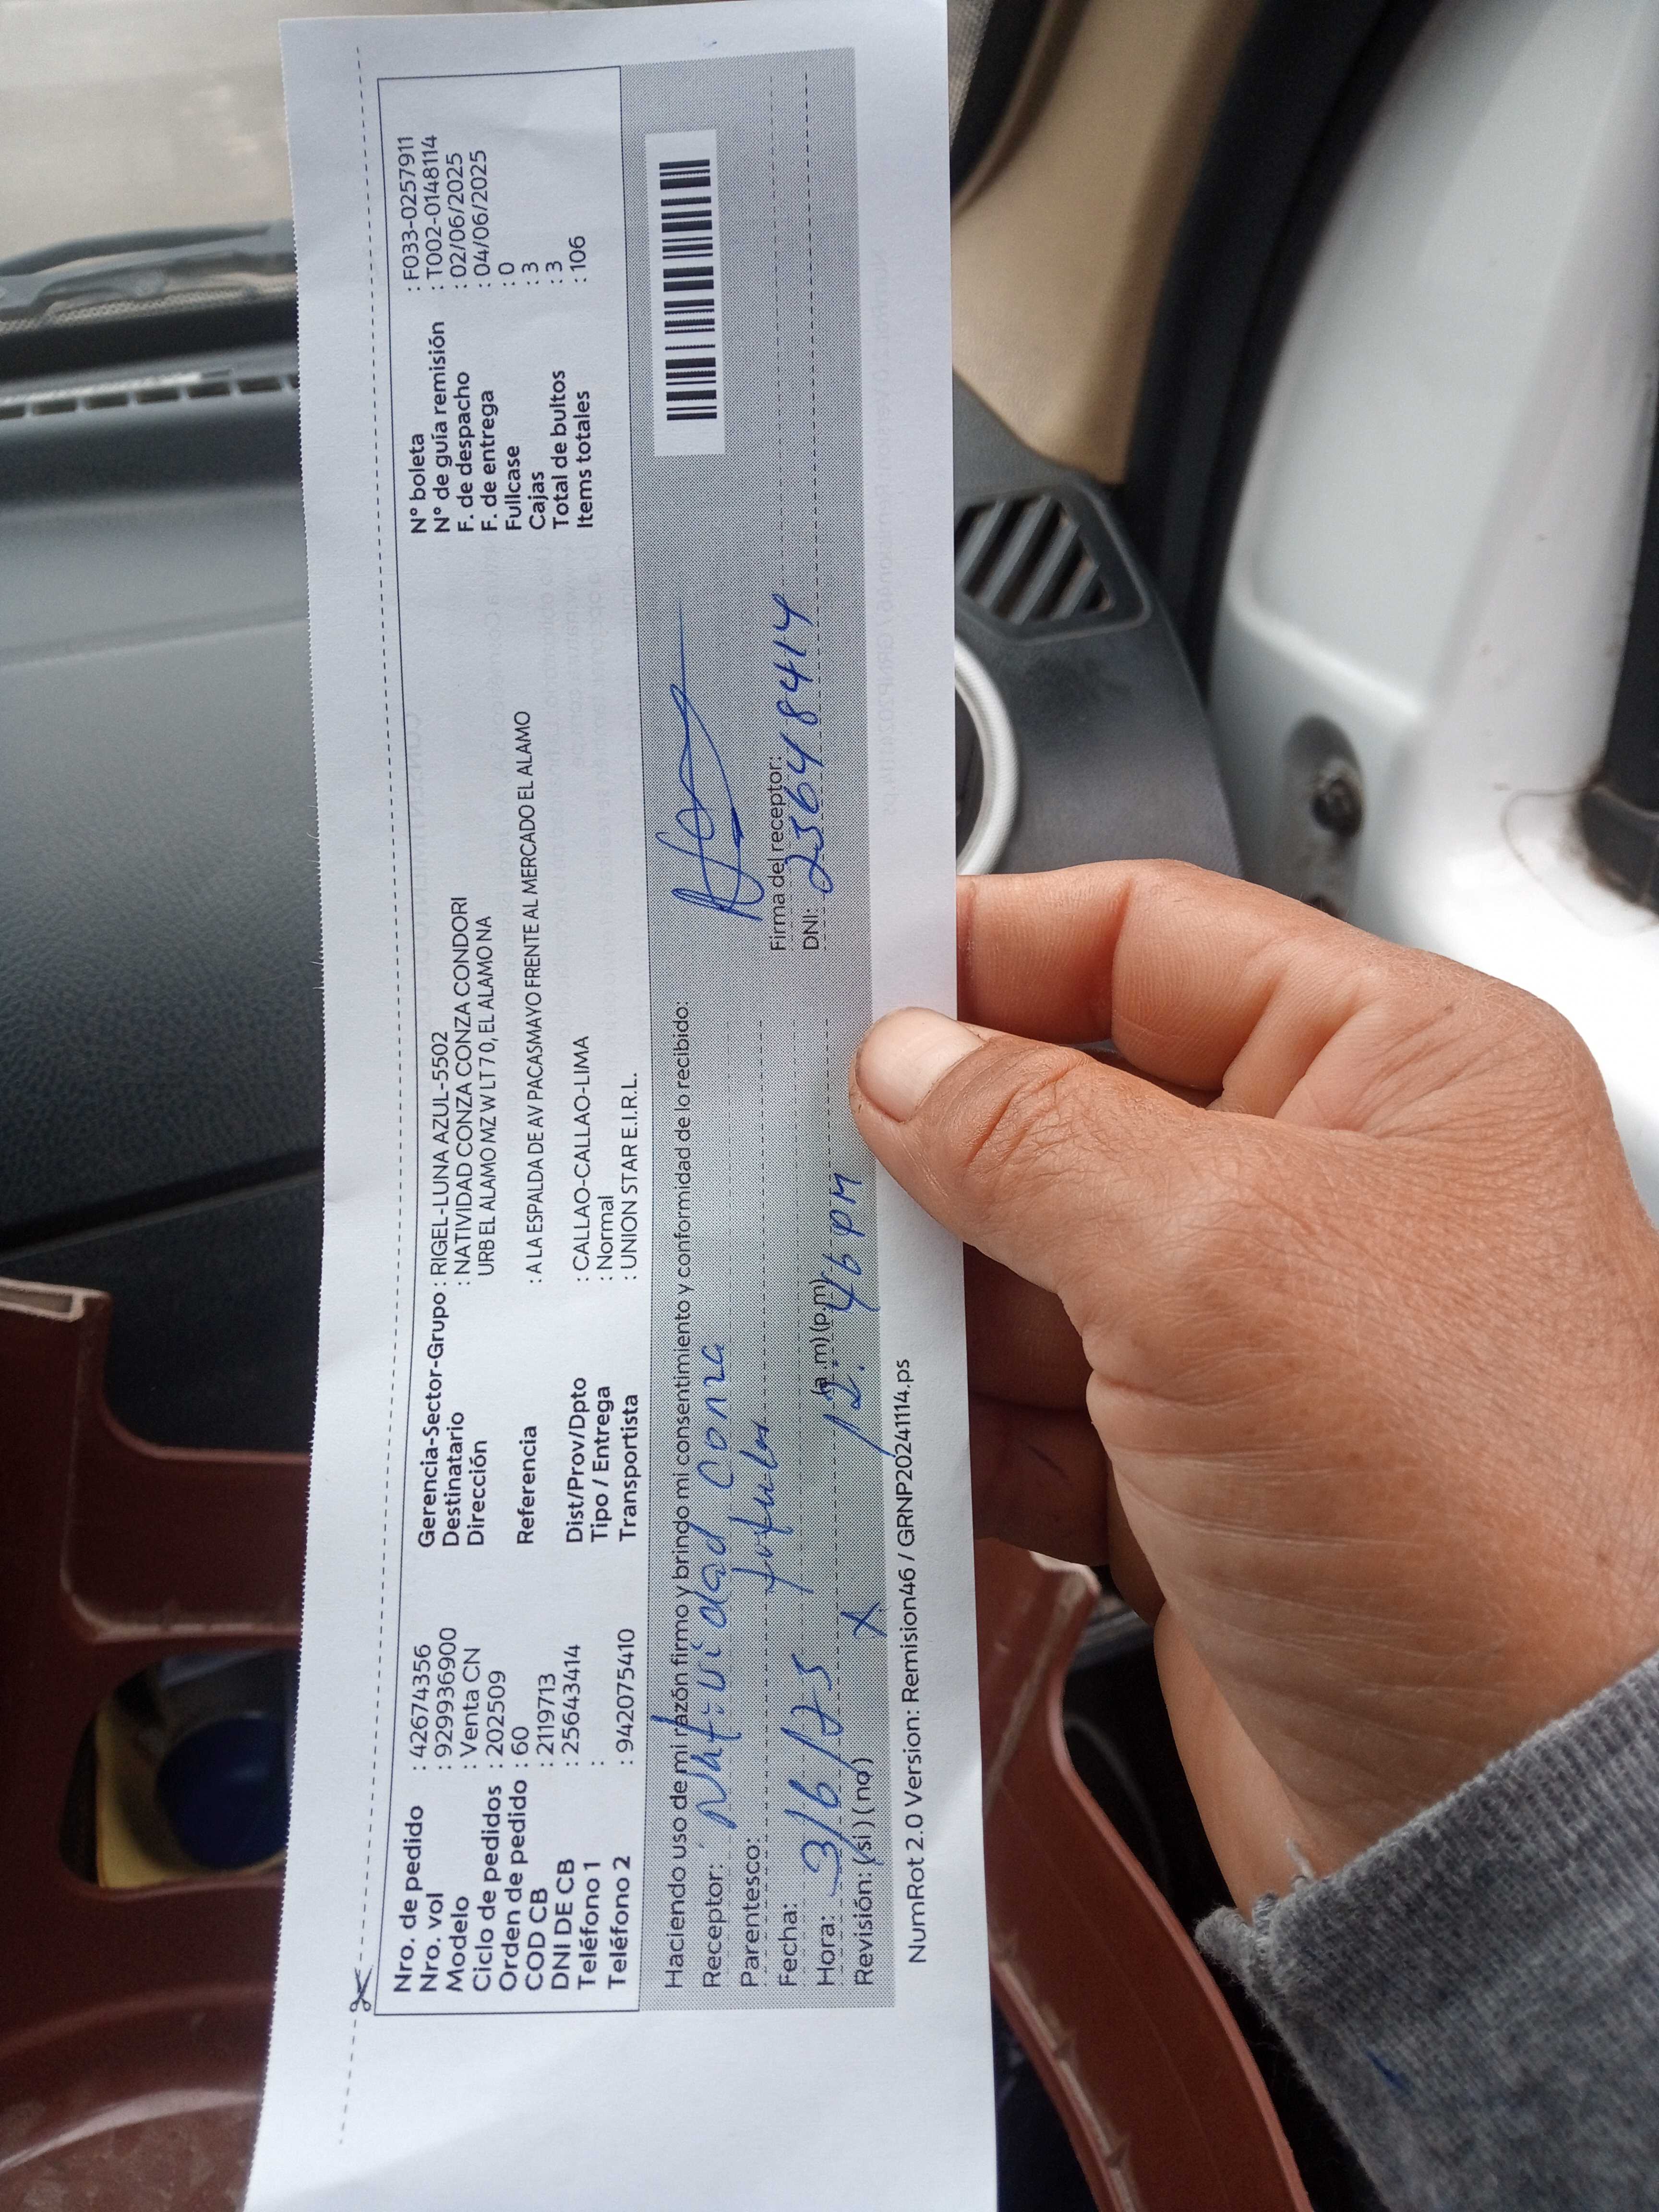 Nro. de pedido : 42674356
Nro. vol : 929936900
Modelo : Venta CN
Ciclo de pedidos : 202509
Orden de pedido : 60
COD CB : 2119713
DNI DE CB : 25643414
Teléfono 1 :
Teléfono 2 : 942075410
Gerencia-Sector-Grupo : RIGEL-LUNA AZUL-5502
Destinatario : NATIVIDAD CONZA CONZA CONDORI
Dirección URB EL ALAMO MZ W LT 7 0, EL ALAMO NA
Referencia : A LA ESPALDA DE AV PACASMAYO FRENTE AL MERCADO EL ALAMO
Dist/Prov/Dpto : CALLAO-CALLAO-LIMA
Tipo / Entrega : Normal
Transportista : UNION STAR E.I.R.L.
N° boleta : F033-0257911
N° de guía remisión : T002-0148114
F. de despacho : 02/06/2025
F. de entrega : 04/06/2025
Fullcase : 0
Cajas : 3
Total de bultos : 3
Items totales : 106
Haciendo uso de mi razón firmo y brindo mi consentimiento y conformidad de lo recibido:
Receptor: Natividad Conza
Parentesco:
Fecha: 3/6/25
Hora: (a.m) (p.m) 12:46 PM
Revisión: (si) (no) X
Firma del receptor:
DNI: 23648414
NumRot 2.0 Version: Remision46 / GRNP20241114.ps